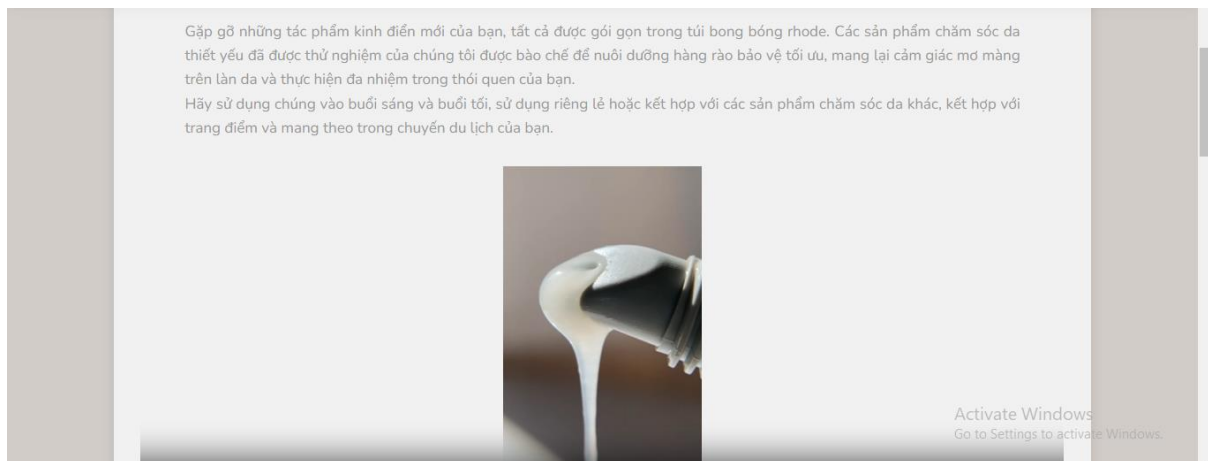 Gặp gỡ những tác phẩm kinh điển mới của bạn, tất cả được gói gọn trong túi bong bóng rhode. Các sản phẩm chăm sóc da
thiết yếu đã được thử nghiệm của chúng tôi được bào chế để nuôi dưỡng hàng rào bảo vệ tối ưu, mang lại cảm giác mơ màng
trên làn da và thực hiện đa nhiệm trong thói quen của bạn.
Hãy sử dụng chúng vào buổi sáng và buổi tối, sử dụng riêng lẻ hoặc kết hợp với các sản phẩm chăm sóc da khác, kết hợp với
trang điểm và mang theo trong chuyến du lịch của bạn.
Activate Windows
Go to Settings to activate Windows.